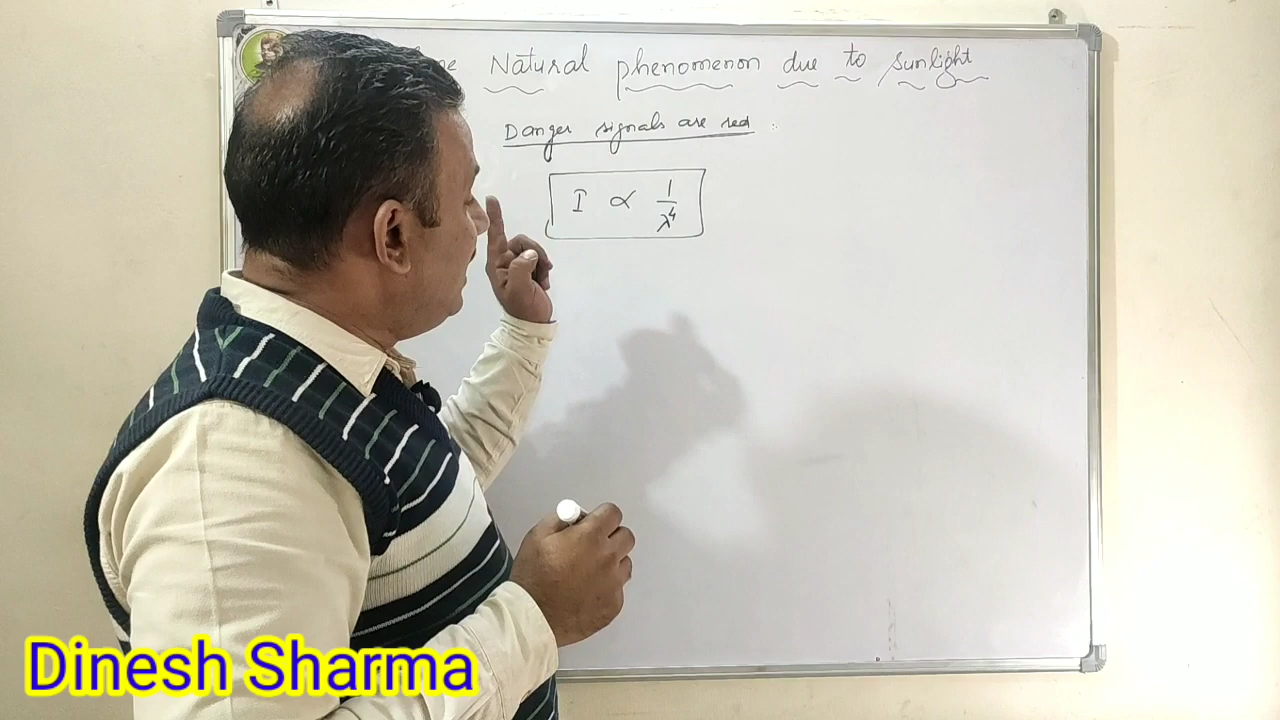 Natural phenomenon due to sunlight
Danger signals are red :
I ∝ 1/λ⁴
Dinesh Sharma